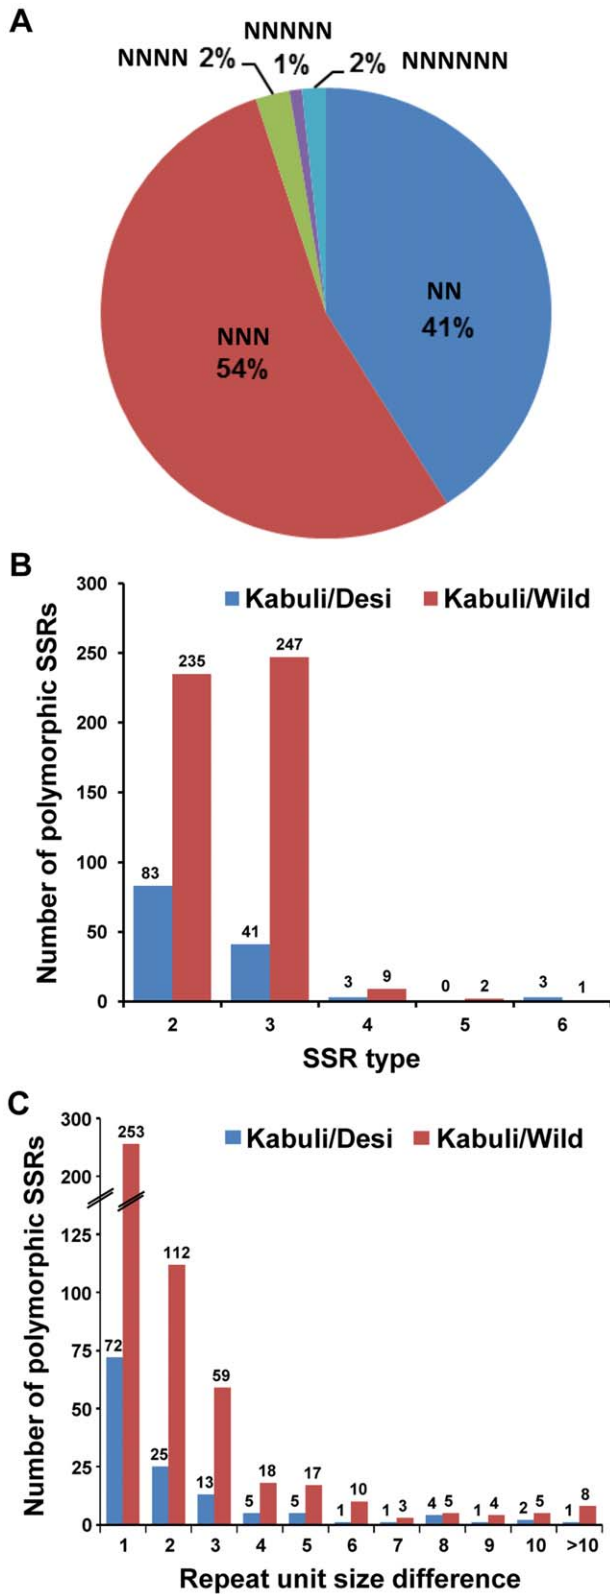 A
NNNNN
NNNN 2% 1% 2% NNNNNN
NN
41%
NNN
54%
B
Kabuli/Desi Kabuli/Wild
Number of polymorphic SSRs
300
250
200
150
100
50
0
83 235
41 247
3 9
0 2
3 1
2 3 4 5 6
SSR type
C
Kabuli/Desi Kabuli/Wild
Number of polymorphic SSRs
300
200
125
100
75
50
25
0
72 253
25 112
13 59
5 18
5 17
1 10
1 3
4 5
1 4
2 5
1 8
1 2 3 4 5 6 7 8 9 10 >10
Repeat unit size difference